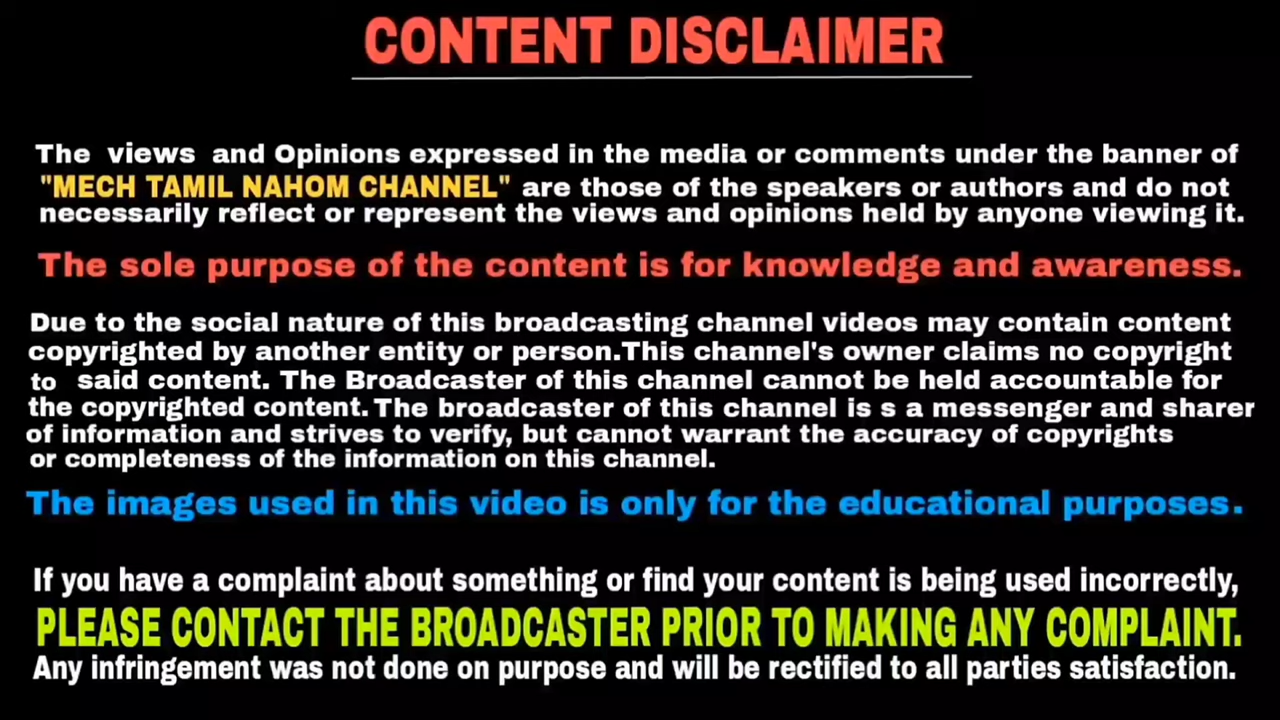 CONTENT DISCLAIMER
The views and Opinions expressed in the media or comments under the banner of
"MECH TAMIL NAHOM CHANNEL" are those of the speakers or authors and do not
necessarily reflect or represent the views and opinions held by anyone viewing it.
The sole purpose of the content is for knowledge and awareness.
Due to the social nature of this broadcasting channel videos may contain content
copyrighted by another entity or person.This channel's owner claims no copyright
to said content. The Broadcaster of this channel cannot be held accountable for
the copyrighted content. The broadcaster of this channel is s a messenger and sharer
of information and strives to verify, but cannot warrant the accuracy of copyrights
or completeness of the information on this channel.
The images used in this video is only for the educational purposes.
If you have a complaint about something or find your content is being used incorrectly,
PLEASE CONTACT THE BROADCASTER PRIOR TO MAKING ANY COMPLAINT.
Any infringement was not done on purpose and will be rectified to all parties satisfaction.